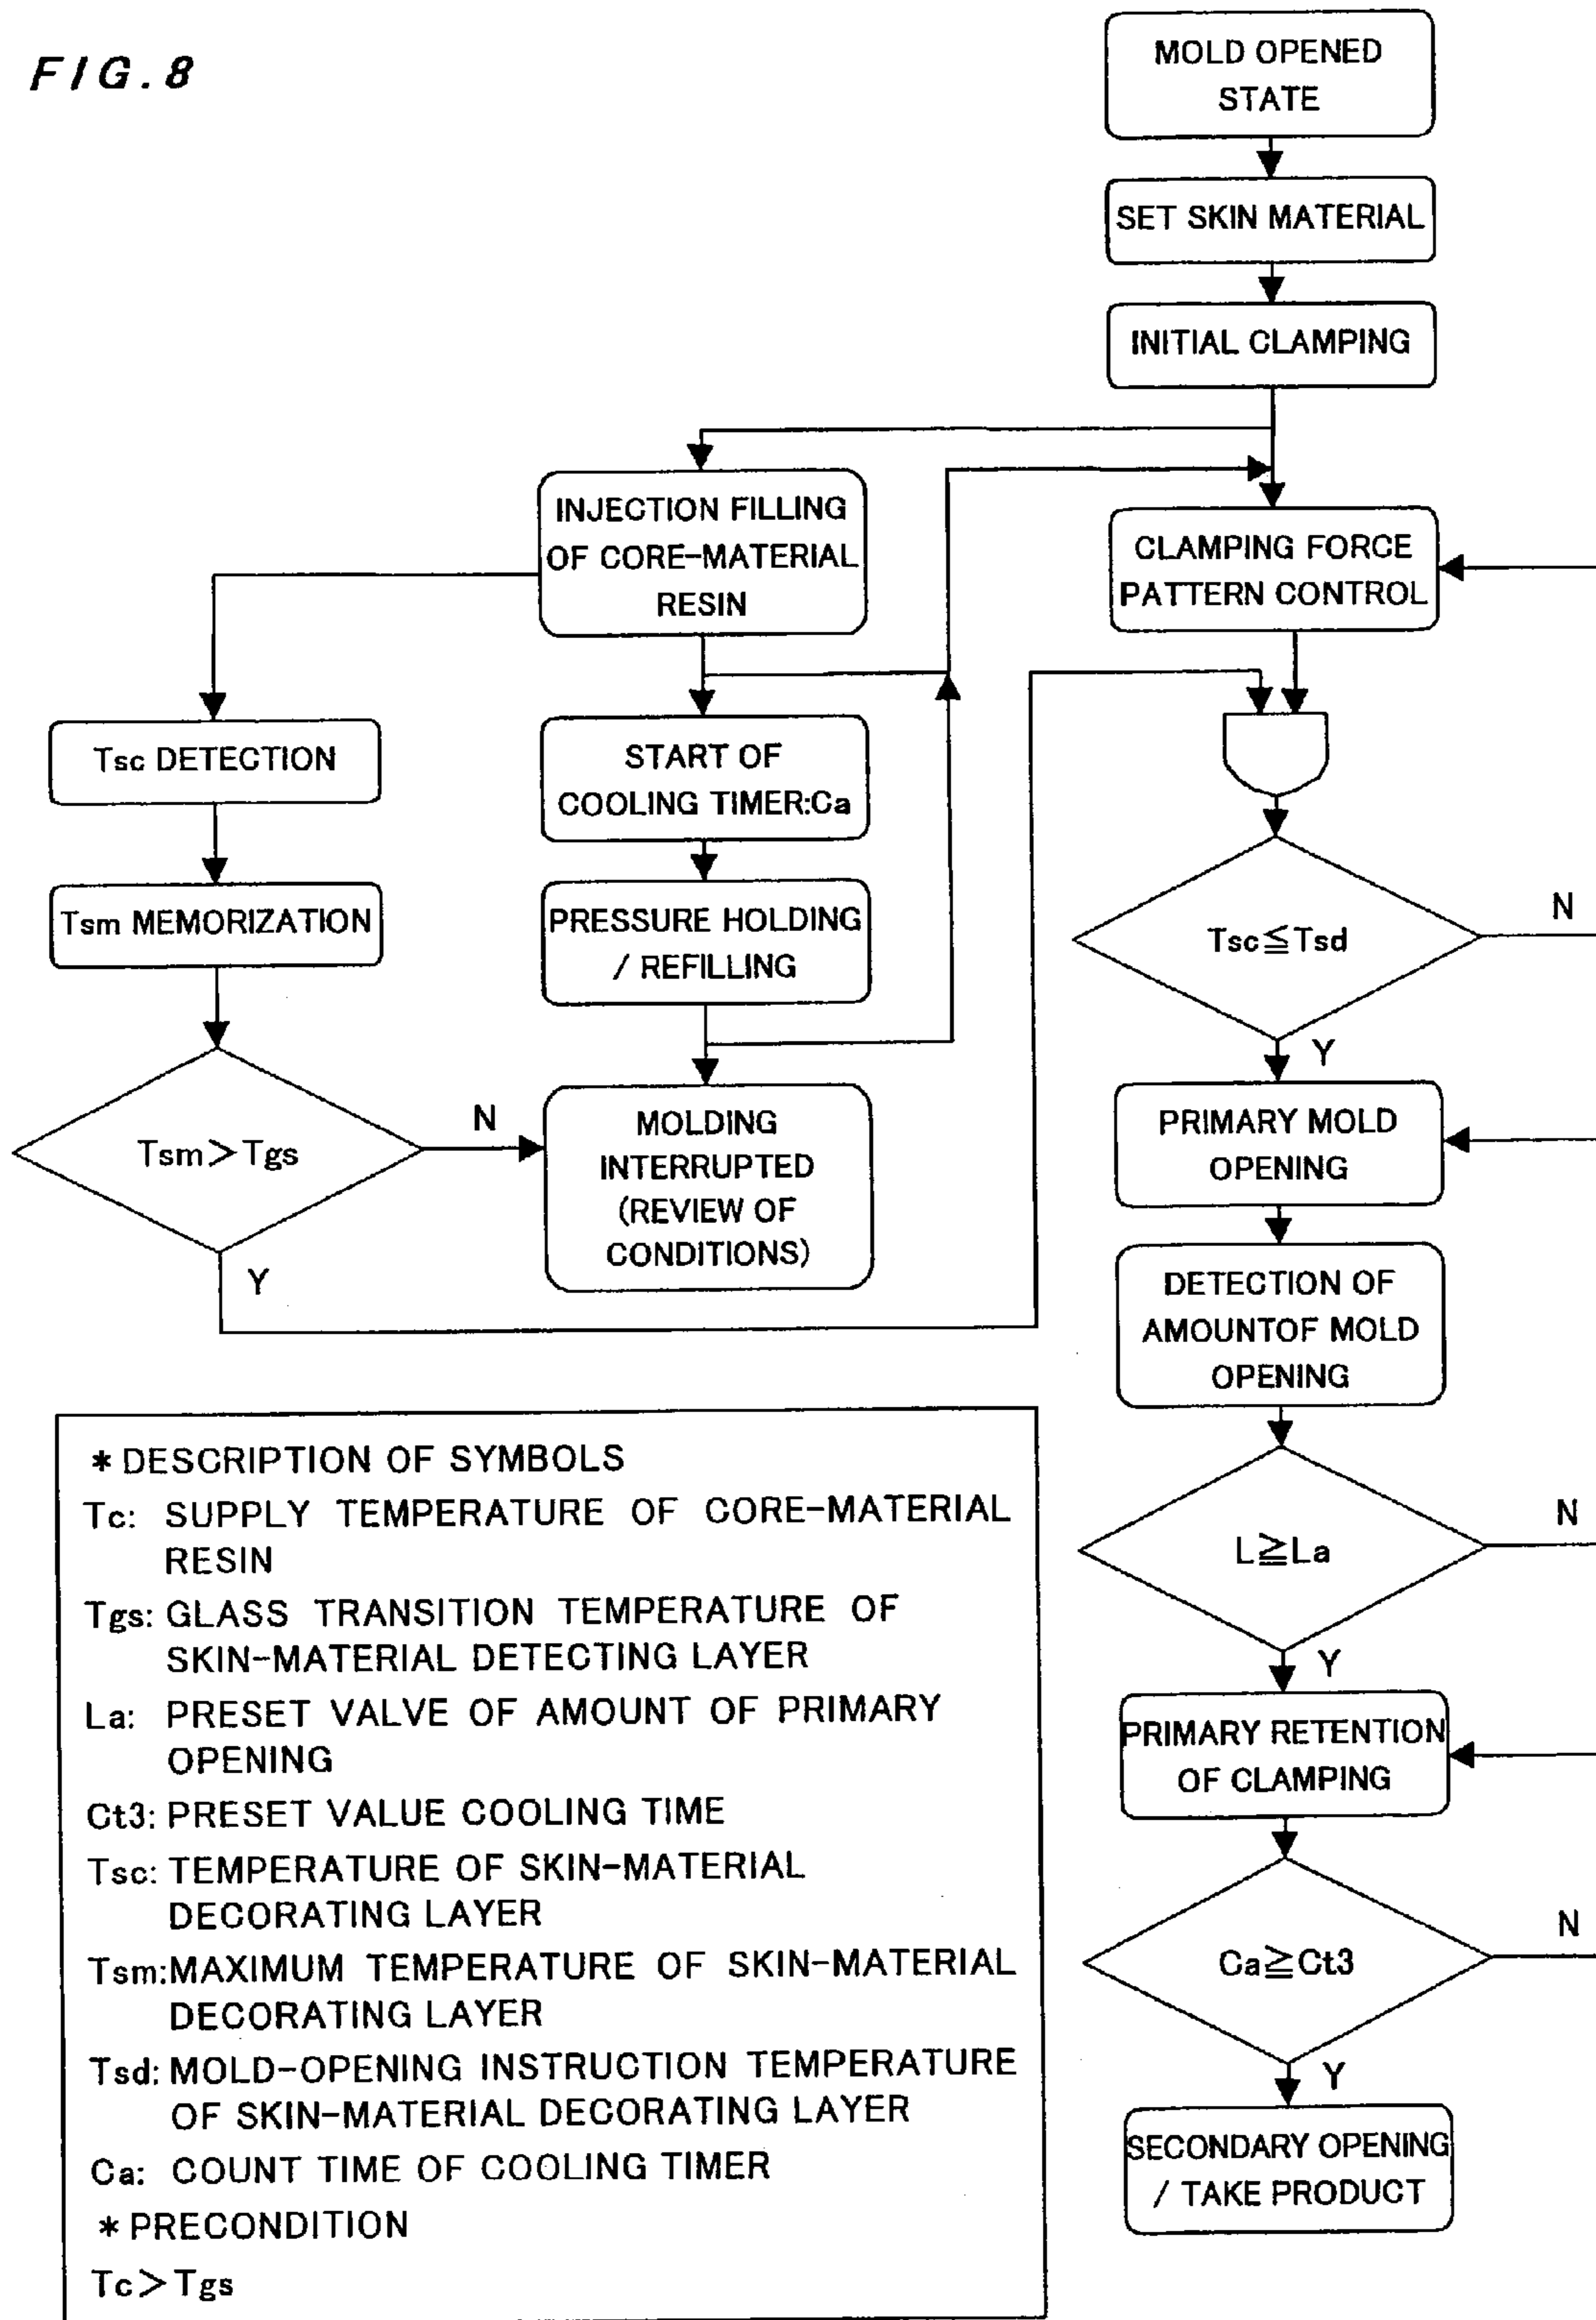 FIG.8
MOLD OPENED
STATE
SET SKIN MATERIAL
INITIAL CLAMPING
INJECTION FILLING
OF CORE-MATERIAL
RESIN
CLAMPING FORCE
PATTERN CONTROL
Tsc DETECTION
START OF
COOLING TIMER:Ca
Tsm MEMORIZATION
PRESSURE HOLDING
/ REFILLING
Tsc≦Tsd
N
Y
Tsm>Tgs
N
Y
MOLDING
INTERRUPTED
(REVIEW OF
CONDITIONS)
PRIMARY MOLD
OPENING
DETECTION OF
AMOUNTOF MOLD
OPENING
L≧La
N
Y
PRIMARY RETENTION
OF CLAMPING
Ca≧Ct3
N
Y
SECONDARY OPENING
/ TAKE PRODUCT
* DESCRIPTION OF SYMBOLS
Tc: SUPPLY TEMPERATURE OF CORE-MATERIAL
RESIN
Tgs: GLASS TRANSITION TEMPERATURE OF
SKIN-MATERIAL DETECTING LAYER
La: PRESET VALVE OF AMOUNT OF PRIMARY
OPENING
Ct3: PRESET VALUE COOLING TIME
Tsc: TEMPERATURE OF SKIN-MATERIAL
DECORATING LAYER
Tsm:MAXIMUM TEMPERATURE OF SKIN-MATERIAL
DECORATING LAYER
Tsd: MOLD-OPENING INSTRUCTION TEMPERATURE
OF SKIN-MATERIAL DECORATING LAYER
Ca: COUNT TIME OF COOLING TIMER
* PRECONDITION
Tc>Tgs